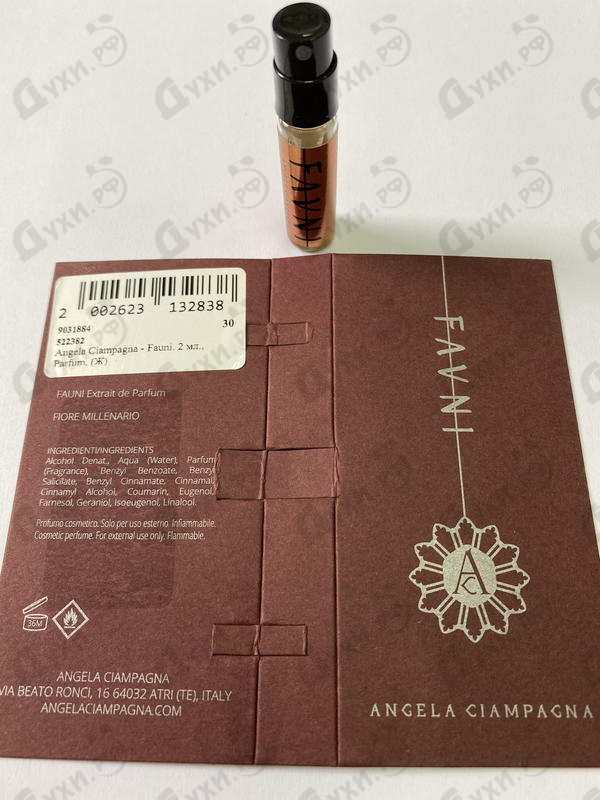 FAVNI
2 002623 132838
9031884 30
522382
Angela Ciampagna - Fauni. 2 мл.,
Parfum, (Ж)
FAUNI Extrait de Parfum
FIORE MILLENARIO
INGREDIENTI/INGREDIENTS
Alcohol Denat., Aqua (Water), Parfum
(Fragrance), Benzyl Benzoate, Benzyl
Salicilate, Benzyl Cinnamate, Cinnamal,
Cinnamyl Alcohol, Coumarin, Eugenol,
Farnesol, Geraniol, Isoeugenol, Linalool.
Profumo cosmetico. Solo per uso esterno. Infiammabile.
Cosmetic perfume. For external use only. Flammable.
36M
ANGELA CIAMPAGNA
VIA BEATO RONCI, 16 64032 ATRI (TE), ITALY
ANGELACIAMPAGNA.COM
FAVNI
AC
ANGELA CIAMPAGNA
Духи.рф